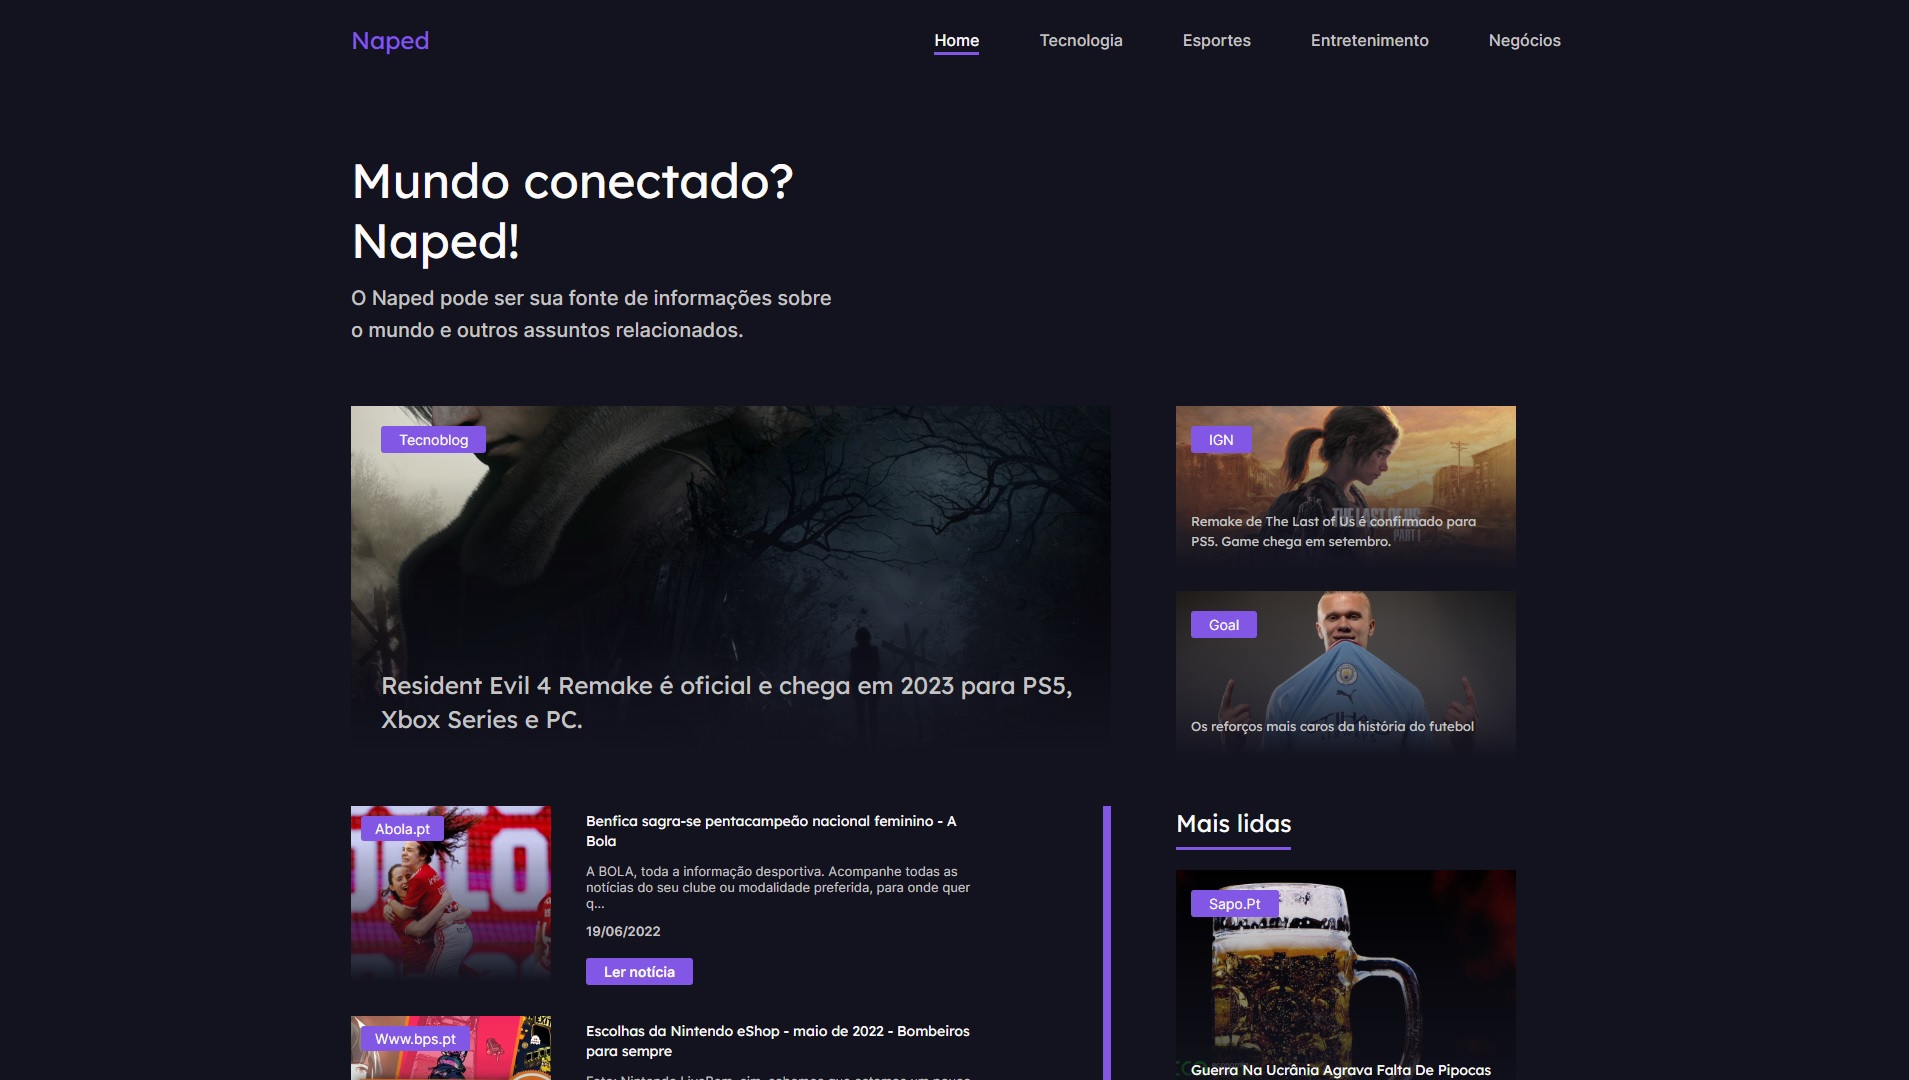 Naped
Home
Tecnologia
Esportes
Entretenimento
Negócios
Mundo conectado?
Naped!
O Naped pode ser sua fonte de informações sobre
o mundo e outros assuntos relacionados.
Tecnoblog
Resident Evil 4 Remake é oficial e chega em 2023 para PS5,
Xbox Series e PC.
IGN
THE LAST OF US
PART I
Remake de The Last of Us é confirmado para
PS5. Game chega em setembro.
Goal
Os reforços mais caros da história do futebol
Abola.pt
Benfica sagra-se pentacampeão nacional feminino - A
Bola
A BOLA, toda a informação desportiva. Acompanhe todas as
notícias do seu clube ou modalidade preferida, para onde quer
q...
19/06/2022
Ler notícia
Www.bps.pt
Escolhas da Nintendo eShop - maio de 2022 - Bombeiros
para sempre
Mais lidas
Sapo.Pt
Guerra Na Ucrânia Agrava Falta De Pipocas